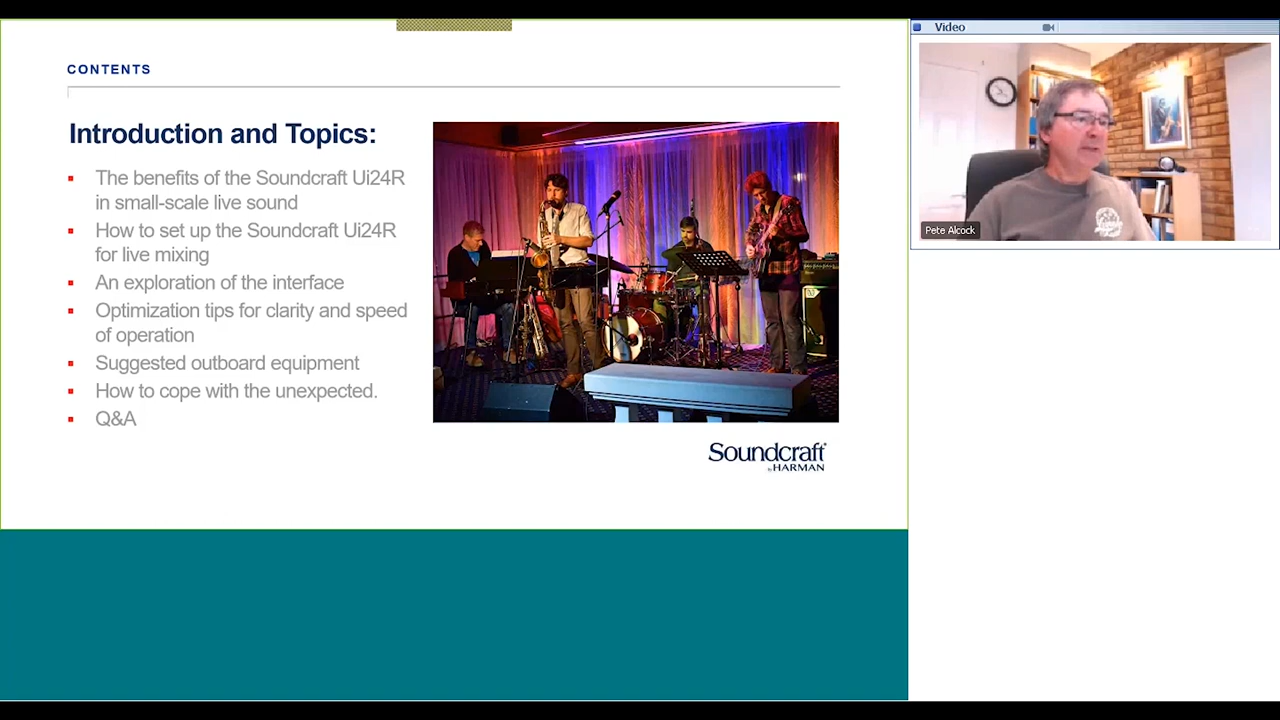 CONTENTS
Introduction and Topics:
The benefits of the Soundcraft Ui24R
in small-scale live sound
How to set up the Soundcraft Ui24R
for live mixing
An exploration of the interface
Optimization tips for clarity and speed
of operation
Suggested outboard equipment
How to cope with the unexpected.
Q&A
Soundcraft
by HARMAN
Video
Pete Alcock